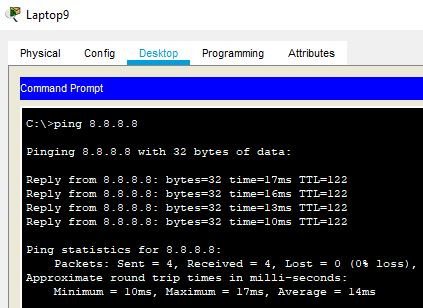 Laptop9
Physical Config Desktop Programming Attributes
Command Prompt
C:\>ping 8.8.8.8
Pinging 8.8.8.8 with 32 bytes of data:
Reply from 8.8.8.8: bytes=32 time=17ms TTL=122
Reply from 8.8.8.8: bytes=32 time=16ms TTL=122
Reply from 8.8.8.8: bytes=32 time=13ms TTL=122
Reply from 8.8.8.8: bytes=32 time=10ms TTL=122
Ping statistics for 8.8.8.8:
Packets: Sent = 4, Received = 4, Lost = 0 (0% loss),
Approximate round trip times in milli-seconds:
Minimum = 10ms, Maximum = 17ms, Average = 14ms